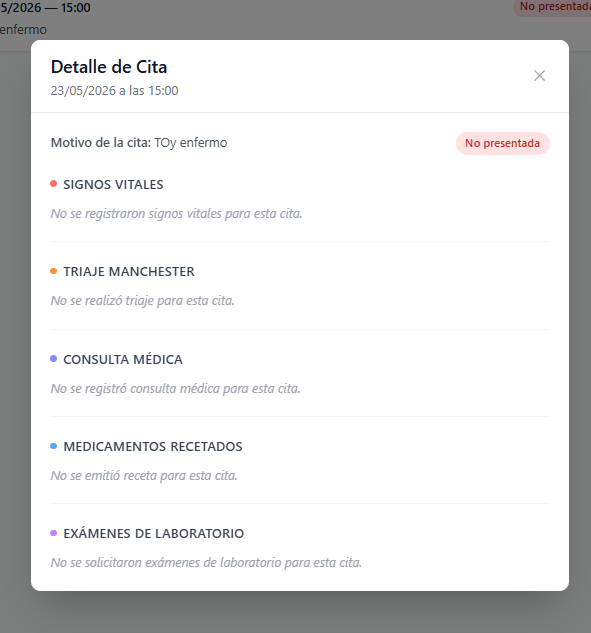 5/2026 — 15:00
No presentada
enfermo
Detalle de Cita
23/05/2026 a las 15:00
Motivo de la cita: TOy enfermo
No presentada
SIGNOS VITALES
No se registraron signos vitales para esta cita.
TRIAJE MANCHESTER
No se realizó triaje para esta cita.
CONSULTA MÉDICA
No se registró consulta médica para esta cita.
MEDICAMENTOS RECETADOS
No se emitió receta para esta cita.
EXÁMENES DE LABORATORIO
No se solicitaron exámenes de laboratorio para esta cita.